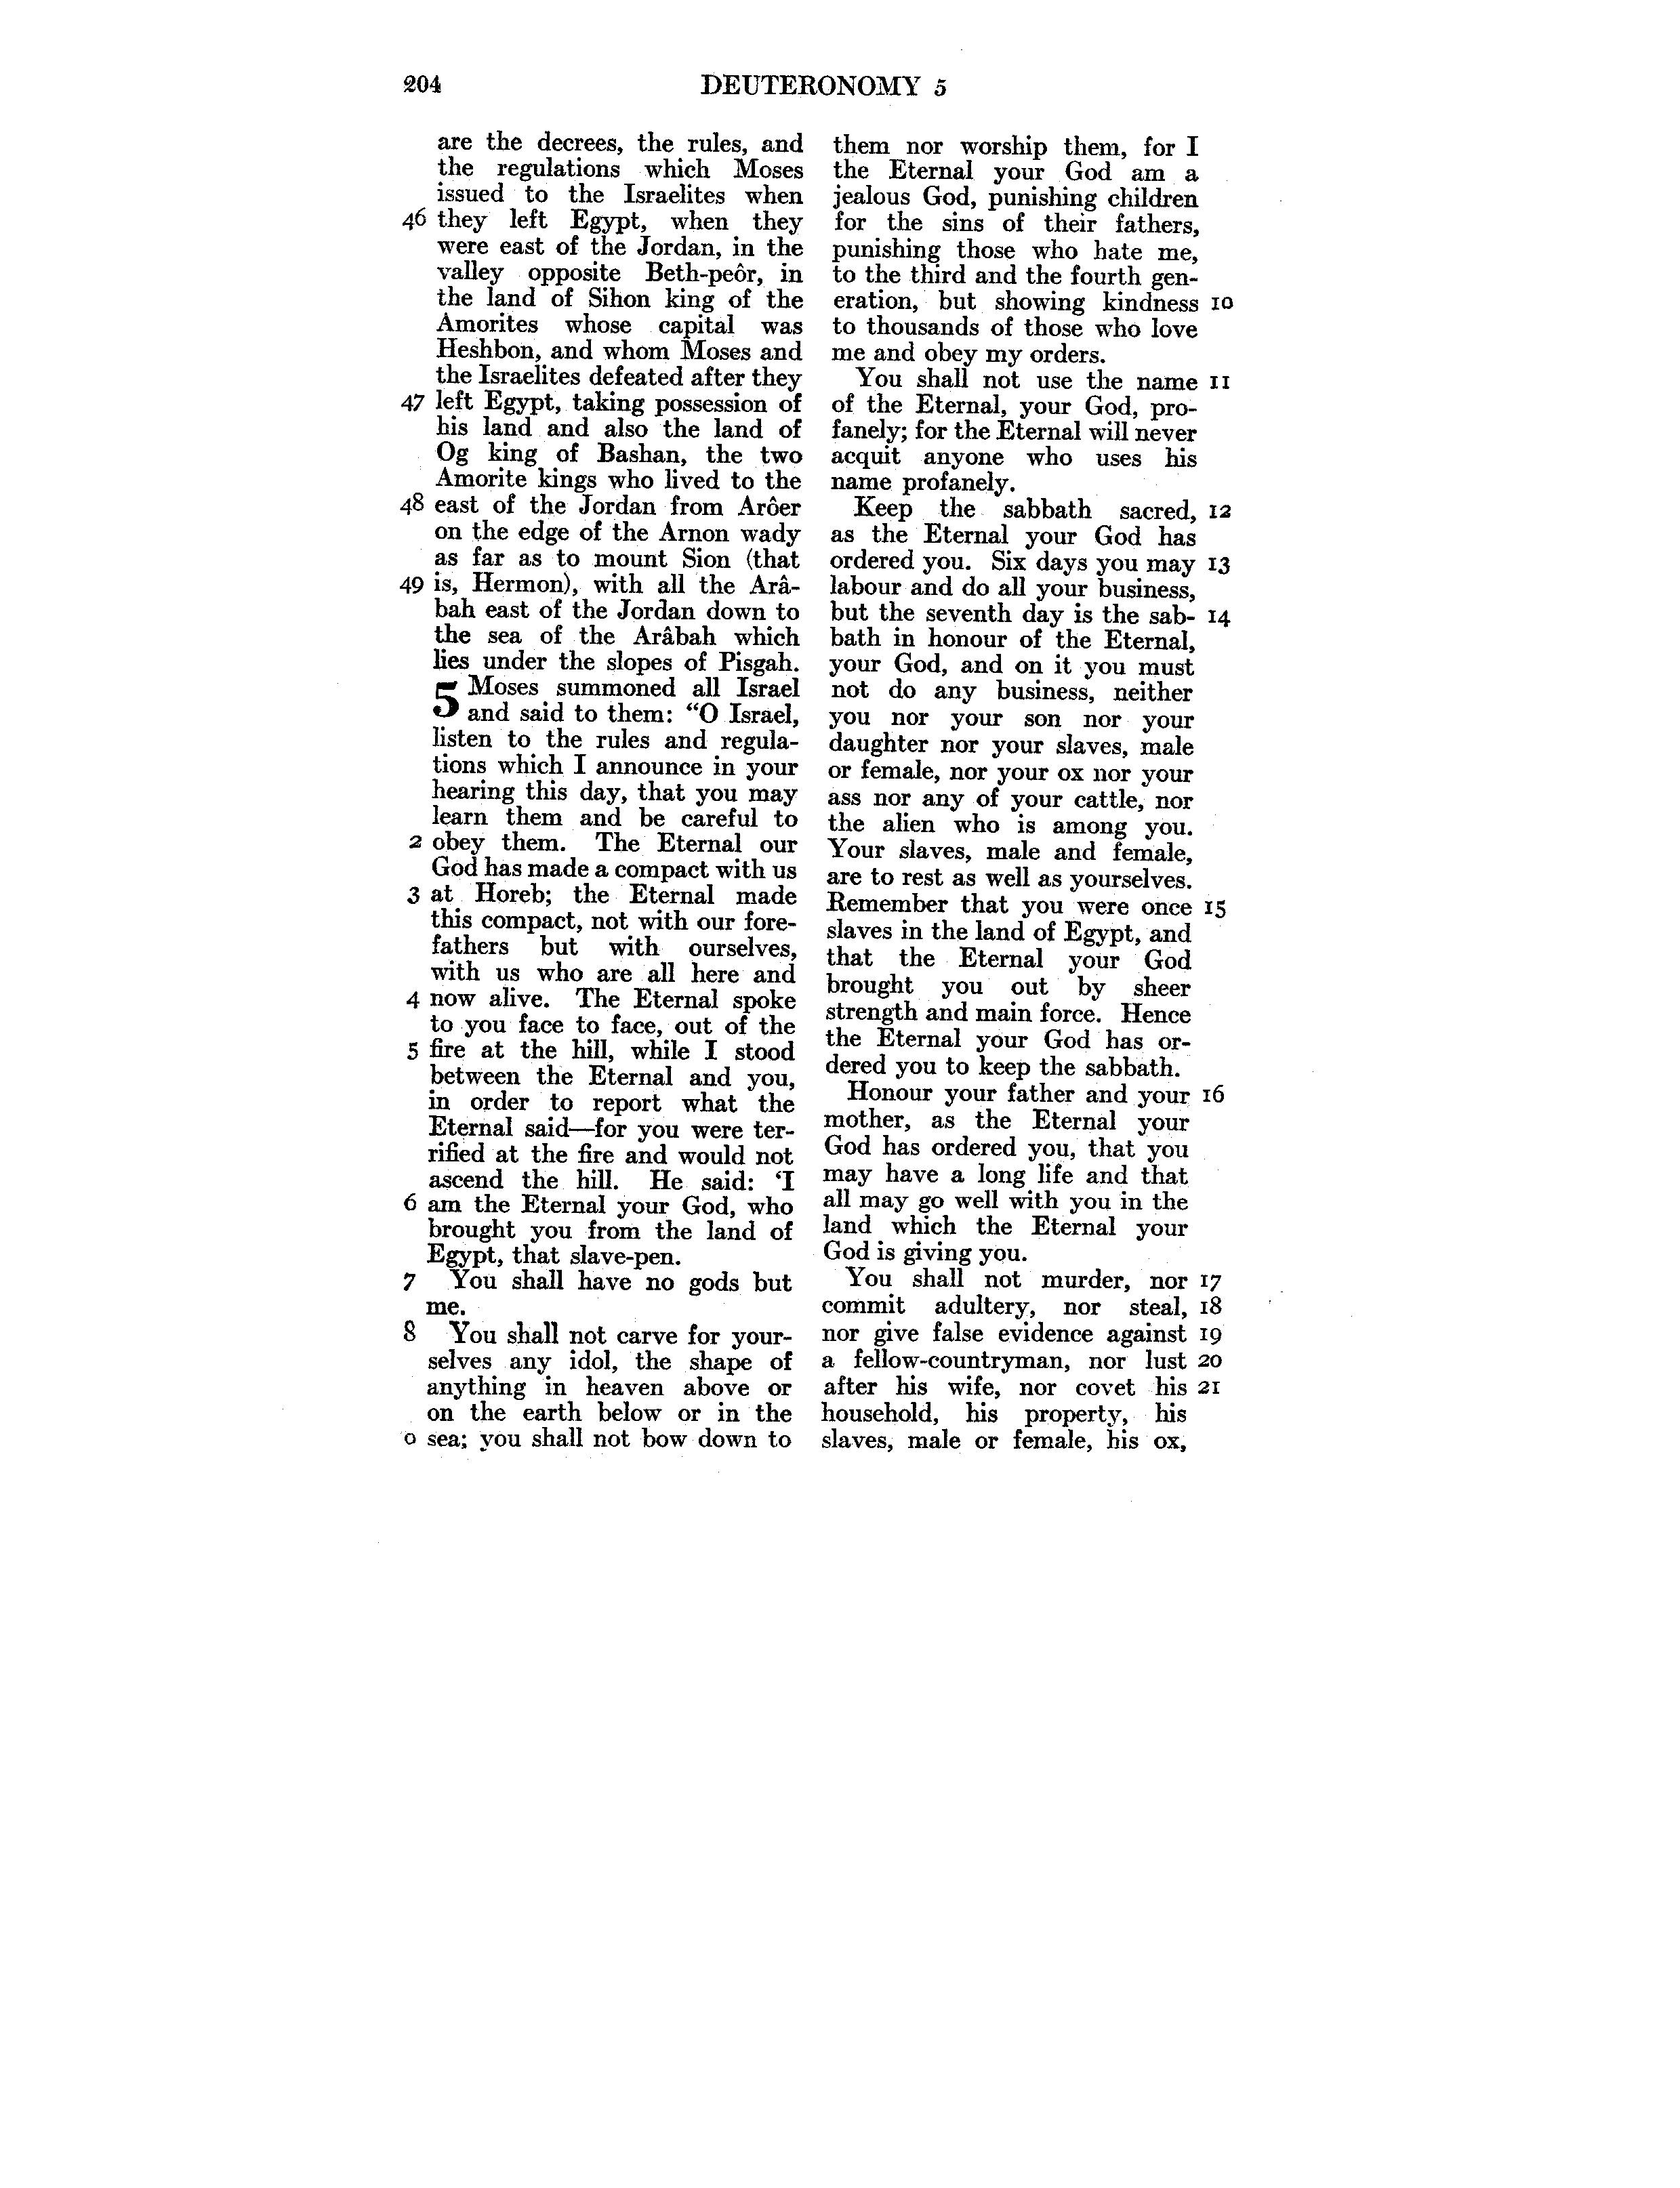 204 DEUTERONOMY 5
are the decrees, the rules, and
the regulations which Moses
issued to the Israelites when
46 they left Egypt, when they
were east of the Jordan, in the
valley opposite Beth-peôr, in
the land of Sihon king of the
Amorites whose capital was
Heshbon, and whom Moses and
the Israelites defeated after they
47 left Egypt, taking possession of
his land and also the land of
Og king of Bashan, the two
Amorite kings who lived to the
48 east of the Jordan from Arôer
on the edge of the Arnon wady
as far as to mount Sion (that
49 is, Hermon), with all the Arâ-
bah east of the Jordan down to
the sea of the Arâbah which
lies under the slopes of Pisgah.
5 Moses summoned all Israel
and said to them: “O Israel,
listen to the rules and regula-
tions which I announce in your
hearing this day, that you may
learn them and be careful to
2 obey them. The Eternal our
God has made a compact with us
3 at Horeb; the Eternal made
this compact, not with our fore-
fathers but with ourselves,
with us who are all here and
4 now alive. The Eternal spoke
to you face to face, out of the
5 fire at the hill, while I stood
between the Eternal and you,
in order to report what the
Eternal said—for you were ter-
rified at the fire and would not
ascend the hill. He said: ‘I
6 am the Eternal your God, who
brought you from the land of
Egypt, that slave-pen.
7 You shall have no gods but
me.
8 You shall not carve for your-
selves any idol, the shape of
anything in heaven above or
on the earth below or in the
o sea; you shall not bow down to
them nor worship them, for I
the Eternal your God am a
jealous God, punishing children
for the sins of their fathers,
punishing those who hate me,
to the third and the fourth gen-
eration, but showing kindness 10
to thousands of those who love
me and obey my orders.
You shall not use the name 11
of the Eternal, your God, pro-
fanely; for the Eternal will never
acquit anyone who uses his
name profanely.
Keep the sabbath sacred, 12
as the Eternal your God has
ordered you. Six days you may 13
labour and do all your business,
but the seventh day is the sab- 14
bath in honour of the Eternal,
your God, and on it you must
not do any business, neither
you nor your son nor your
daughter nor your slaves, male
or female, nor your ox nor your
ass nor any of your cattle, nor
the alien who is among you.
Your slaves, male and female,
are to rest as well as yourselves.
Remember that you were once 15
slaves in the land of Egypt, and
that the Eternal your God
brought you out by sheer
strength and main force. Hence
the Eternal your God has or-
dered you to keep the sabbath.
Honour your father and your 16
mother, as the Eternal your
God has ordered you, that you
may have a long life and that
all may go well with you in the
land which the Eternal your
God is giving you.
You shall not murder, nor 17
commit adultery, nor steal, 18
nor give false evidence against 19
a fellow-countryman, nor lust 20
after his wife, nor covet his 21
household, his property, his
slaves, male or female, his ox,